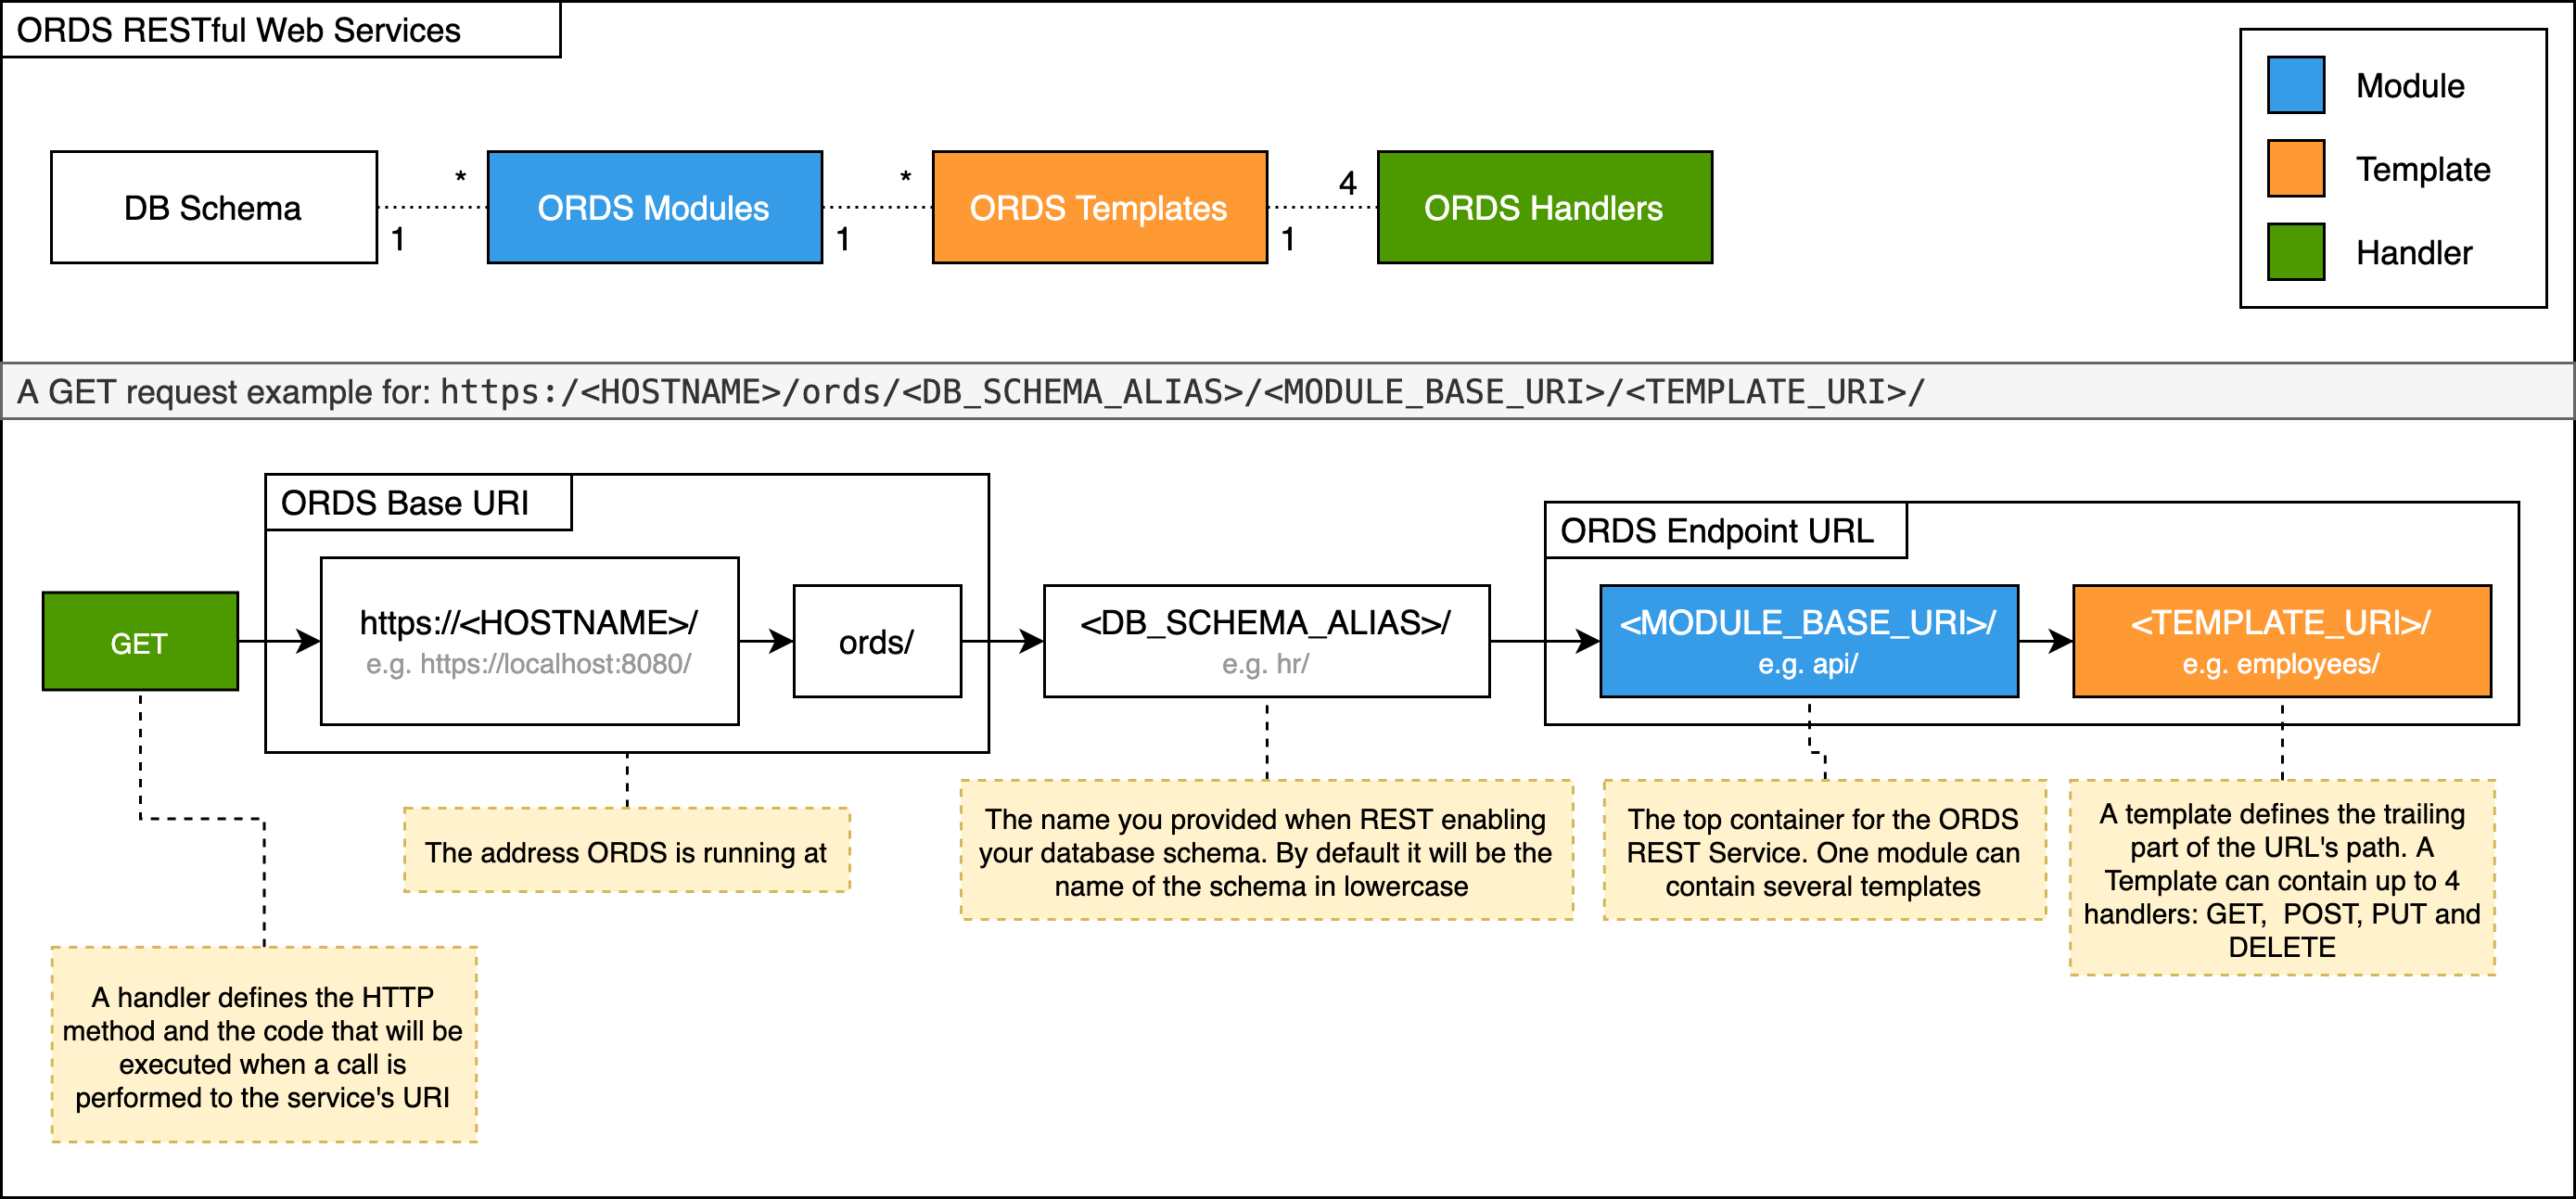 ORDS RESTful Web Services
Module
Template
Handler
DB Schema
1
*
ORDS Modules
1
*
ORDS Templates
1
4
ORDS Handlers
A GET request example for: https:/<HOSTNAME>/ords/<DB_SCHEMA_ALIAS>/<MODULE_BASE_URI>/<TEMPLATE_URI>/
ORDS Base URI
ORDS Endpoint URL
GET
https://<HOSTNAME>/
e.g. https://localhost:8080/
ords/
<DB_SCHEMA_ALIAS>/
e.g. hr/
<MODULE_BASE_URI>/
e.g. api/
<TEMPLATE_URI>/
e.g. employees/
A handler defines the HTTP
method and the code that will be
executed when a call is
performed to the service's URI
The address ORDS is running at
The name you provided when REST enabling
your database schema. By default it will be the
name of the schema in lowercase
The top container for the ORDS
REST Service. One module can
contain several templates
A template defines the trailing
part of the URL's path. A
Template can contain up to 4
handlers: GET,  POST, PUT and
DELETE